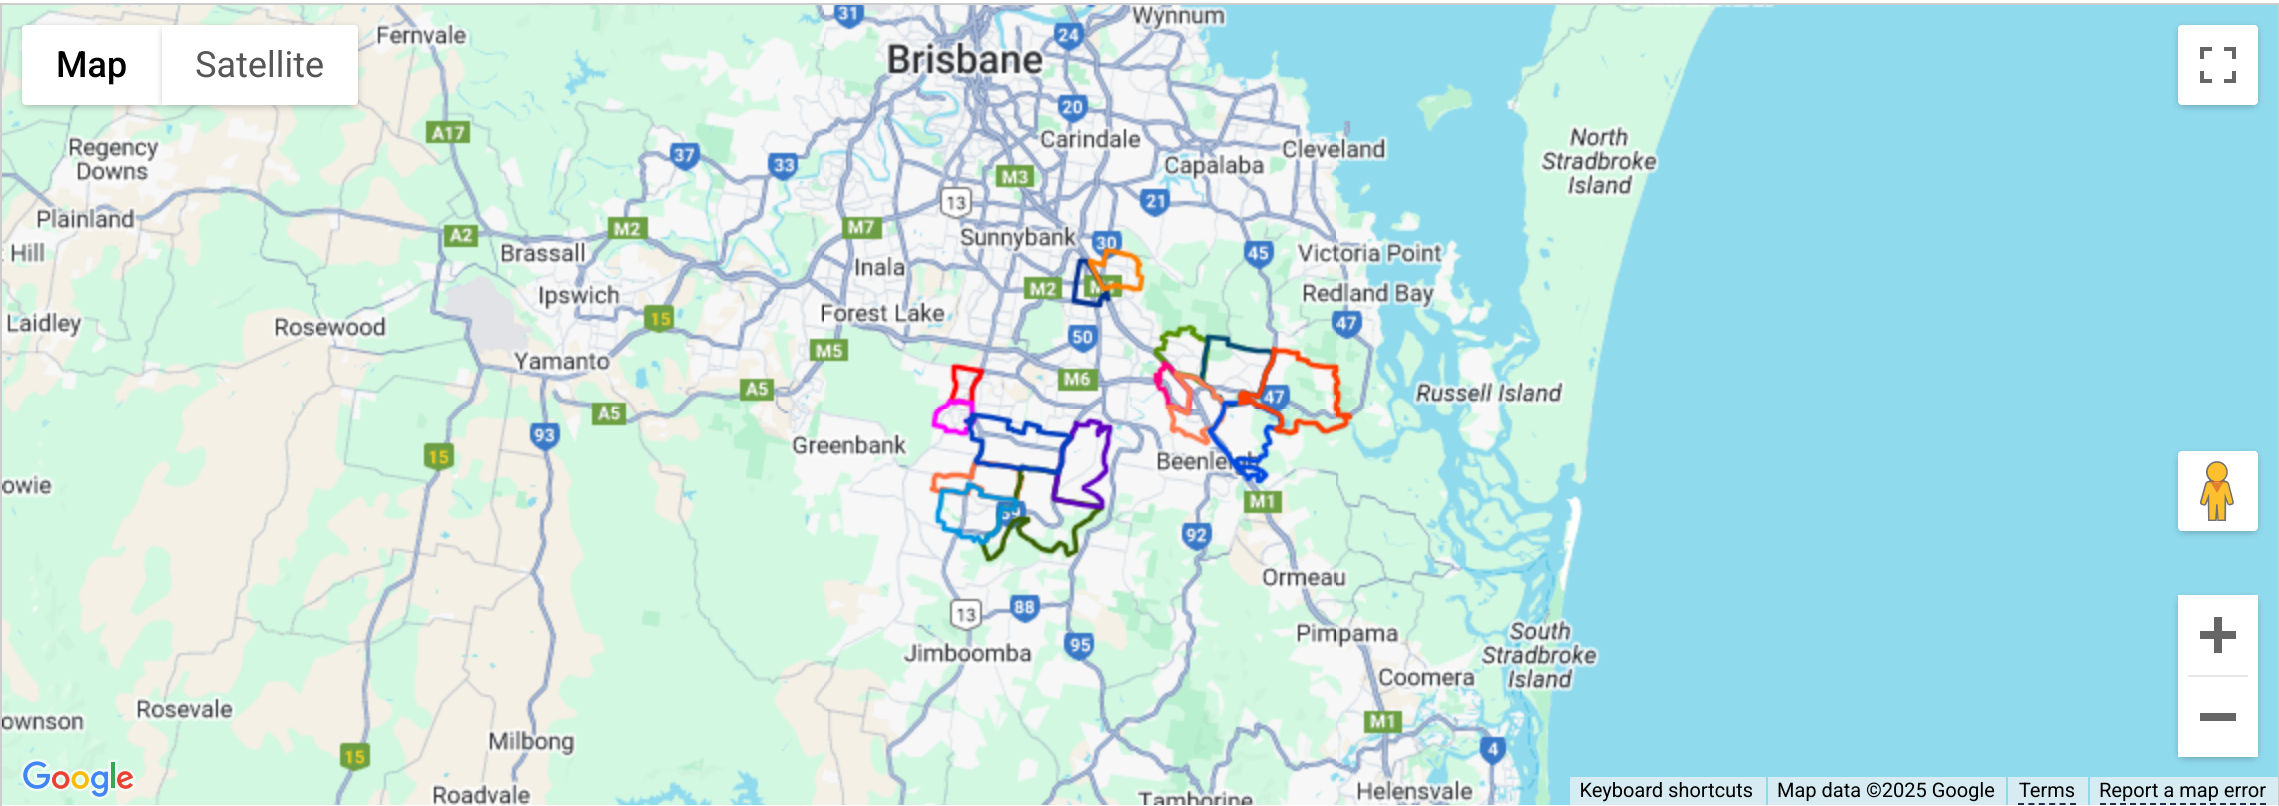 31
Wynnum
Fernvale
24
Map
Satellite
Brisbane
20
A17
Carindale
North
Stradbroke
Island
Regency
Downs
37
33
Cleveland
Capalaba
M3
13
21
Plainland
A2
M2
M7
Sunnybank
30
Hill
Brassall
45
Victoria Point
Inala
M2
Ipswich
Redland Bay
15
Forest Lake
Laidley
Rosewood
47
50
M5
Yamanto
M6
A5
A5
47
Russell Island
93
Greenbank
15
Beenleigh
owie
M1
39
92
Ormeau
13
88
Pimpama
95
South
Stradbroke
Island
Jimboomba
Coomera
Rosevale
ownson
M1
Milbong
4
15
Google
Roadvale
Tamborine
Helensvale
Keyboard shortcuts
Map data ©2025 Google
Terms
Report a map error